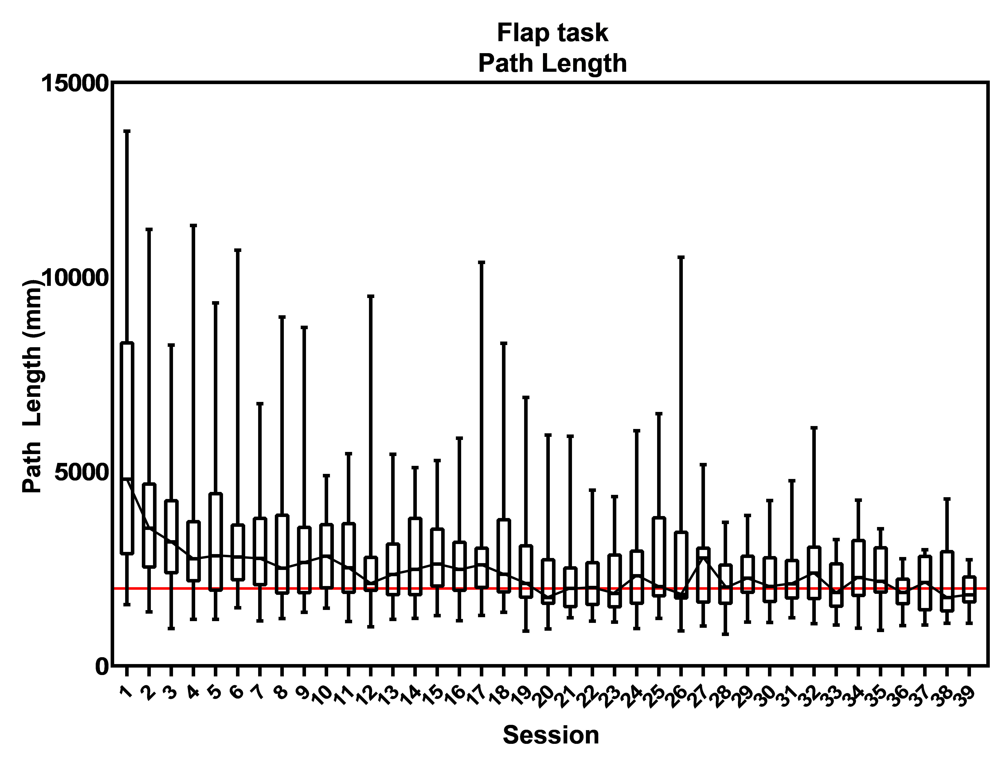 Flap task
Path Length
15000
10000
5000
0
Path Length (mm)
1 2 3 4 5 6 7 8 9 10 11 12 13 14 15 16 17 18 19 20 21 22 23 24 25 26 27 28 29 30 31 32 33 34 35 36 37 38 39
Session